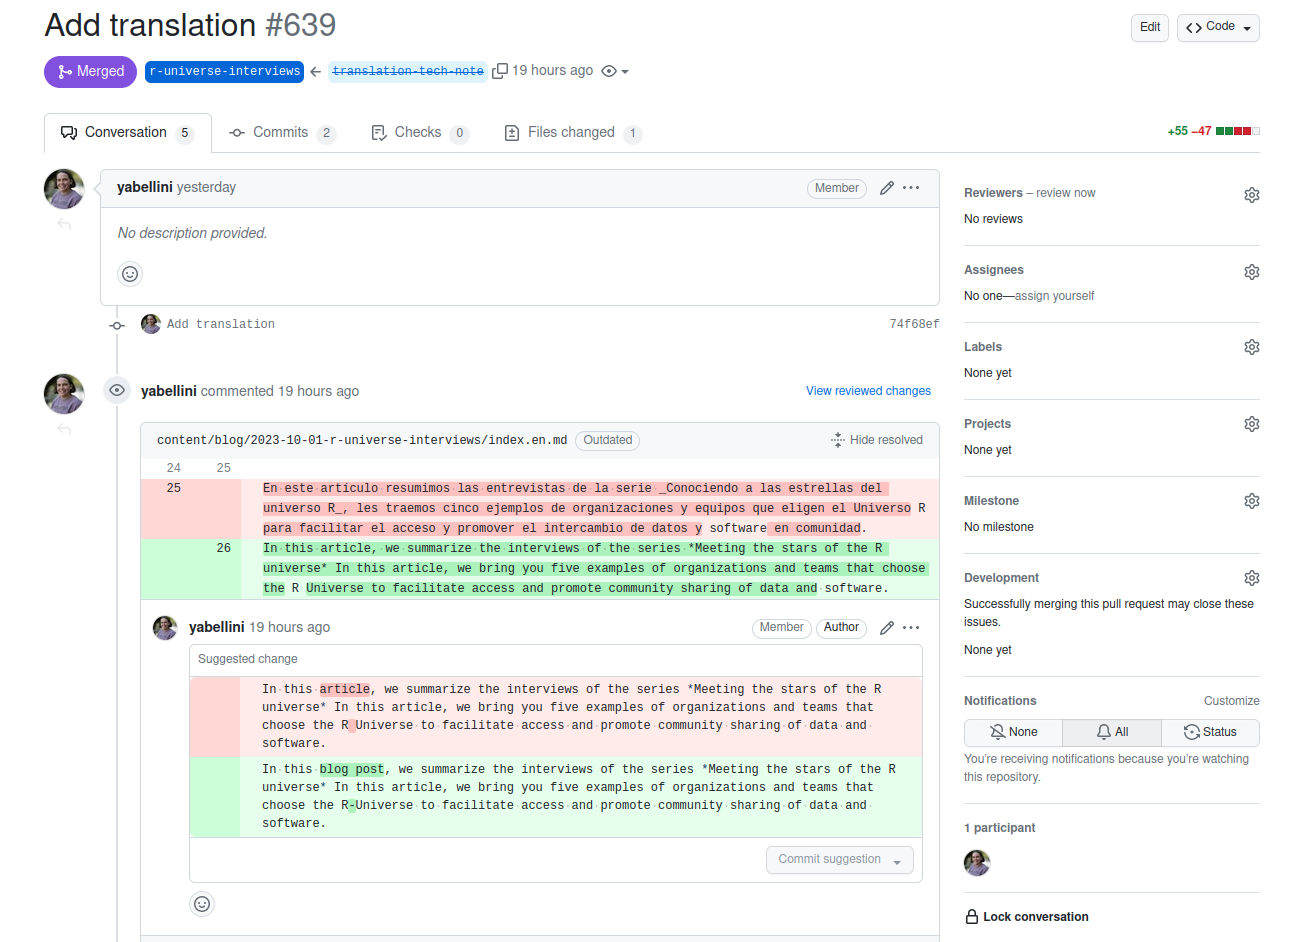 Add translation #639
Edit
Code
Merged
r-universe-interviews
translation-tech-note
19 hours ago
Conversation 5
Commits 2
Checks 0
Files changed 1
+55 −47
yabellini yesterday
Member
No description provided.
Add translation
74f68ef
yabellini commented 19 hours ago
View reviewed changes
content/blog/2023-10-01-r-universe-interviews/index.en.md
Outdated
Hide resolved
24 25
25 En este artículo resumimos las entrevistas de la serie _Conociendo a las estrellas del
universo R_, les traemos cinco ejemplos de organizaciones y equipos que eligen el Universo R
para facilitar el acceso y promover el intercambio de datos y software en comunidad.
26 In this article, we summarize the interviews of the series *Meeting the stars of the R
universe* In this article, we bring you five examples of organizations and teams that choose
the R Universe to facilitate access and promote community sharing of data and software.
yabellini 19 hours ago
Member
Author
Suggested change
In this article, we summarize the interviews of the series *Meeting the stars of the R
universe* In this article, we bring you five examples of organizations and teams that
choose the R Universe to facilitate access and promote community sharing of data and
software.
In this blog post, we summarize the interviews of the series *Meeting the stars of the R
universe* In this article, we bring you five examples of organizations and teams that
choose the R-Universe to facilitate access and promote community sharing of data and
software.
Commit suggestion
Reviewers – review now
No reviews
Assignees
No one—assign yourself
Labels
None yet
Projects
None yet
Milestone
No milestone
Development
Successfully merging this pull request may close these
issues.
None yet
Notifications
Customize
None
All
Status
You're receiving notifications because you're watching
this repository.
1 participant
Lock conversation